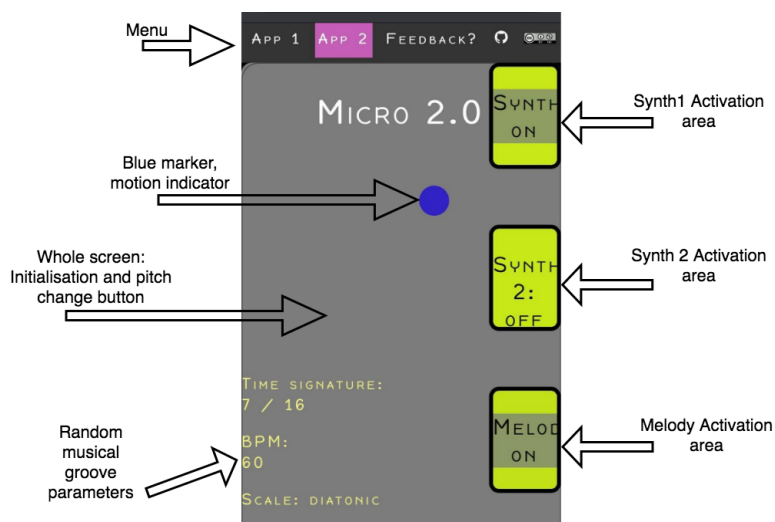 Menu
App 1 App 2 Feedback?
Micro 2.0
Synth
on
Synth1 Activation
area
Blue marker,
motion indicator
Whole screen:
Initialisation and pitch
change button
Synth
2:
off
Synth 2 Activation
area
Time signature:
7 / 16
BPM:
60
Scale: diatonic
Random
musical
groove
parameters
Melod
on
Melody Activation
area